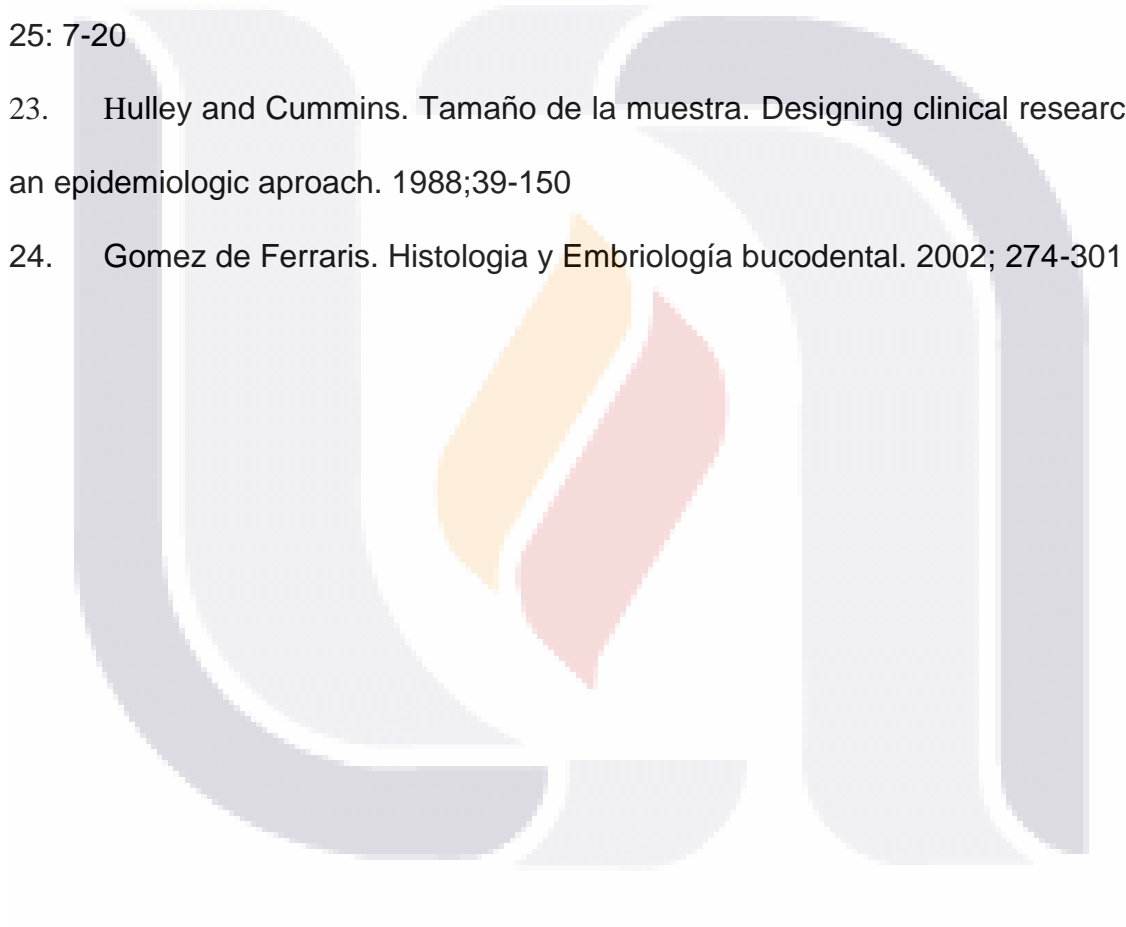 25: 7-20
23. Hulley and Cummins. Tamaño de la muestra. Designing clinical researc
an epidemiologic aproach. 1988;39-150
24. Gomez de Ferraris. Histologia y Embriología bucodental. 2002; 274-301